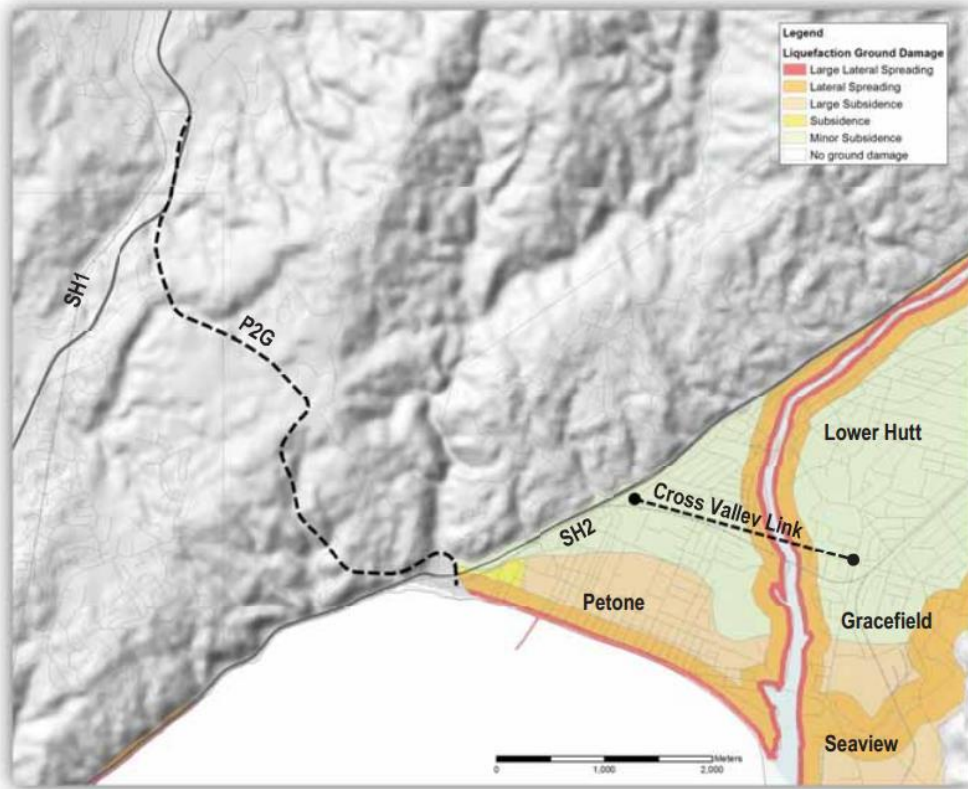 Legend
Liquefaction Ground Damage
Large Lateral Spreading
Lateral Spreading
Large Subsidence
Subsidence
Minor Subsidence
No ground damage
SH1
P2G
Lower Hutt
Cross Valley Link
SH2
Petone
Gracefield
Seaview
Meters
0 1,000 2,000